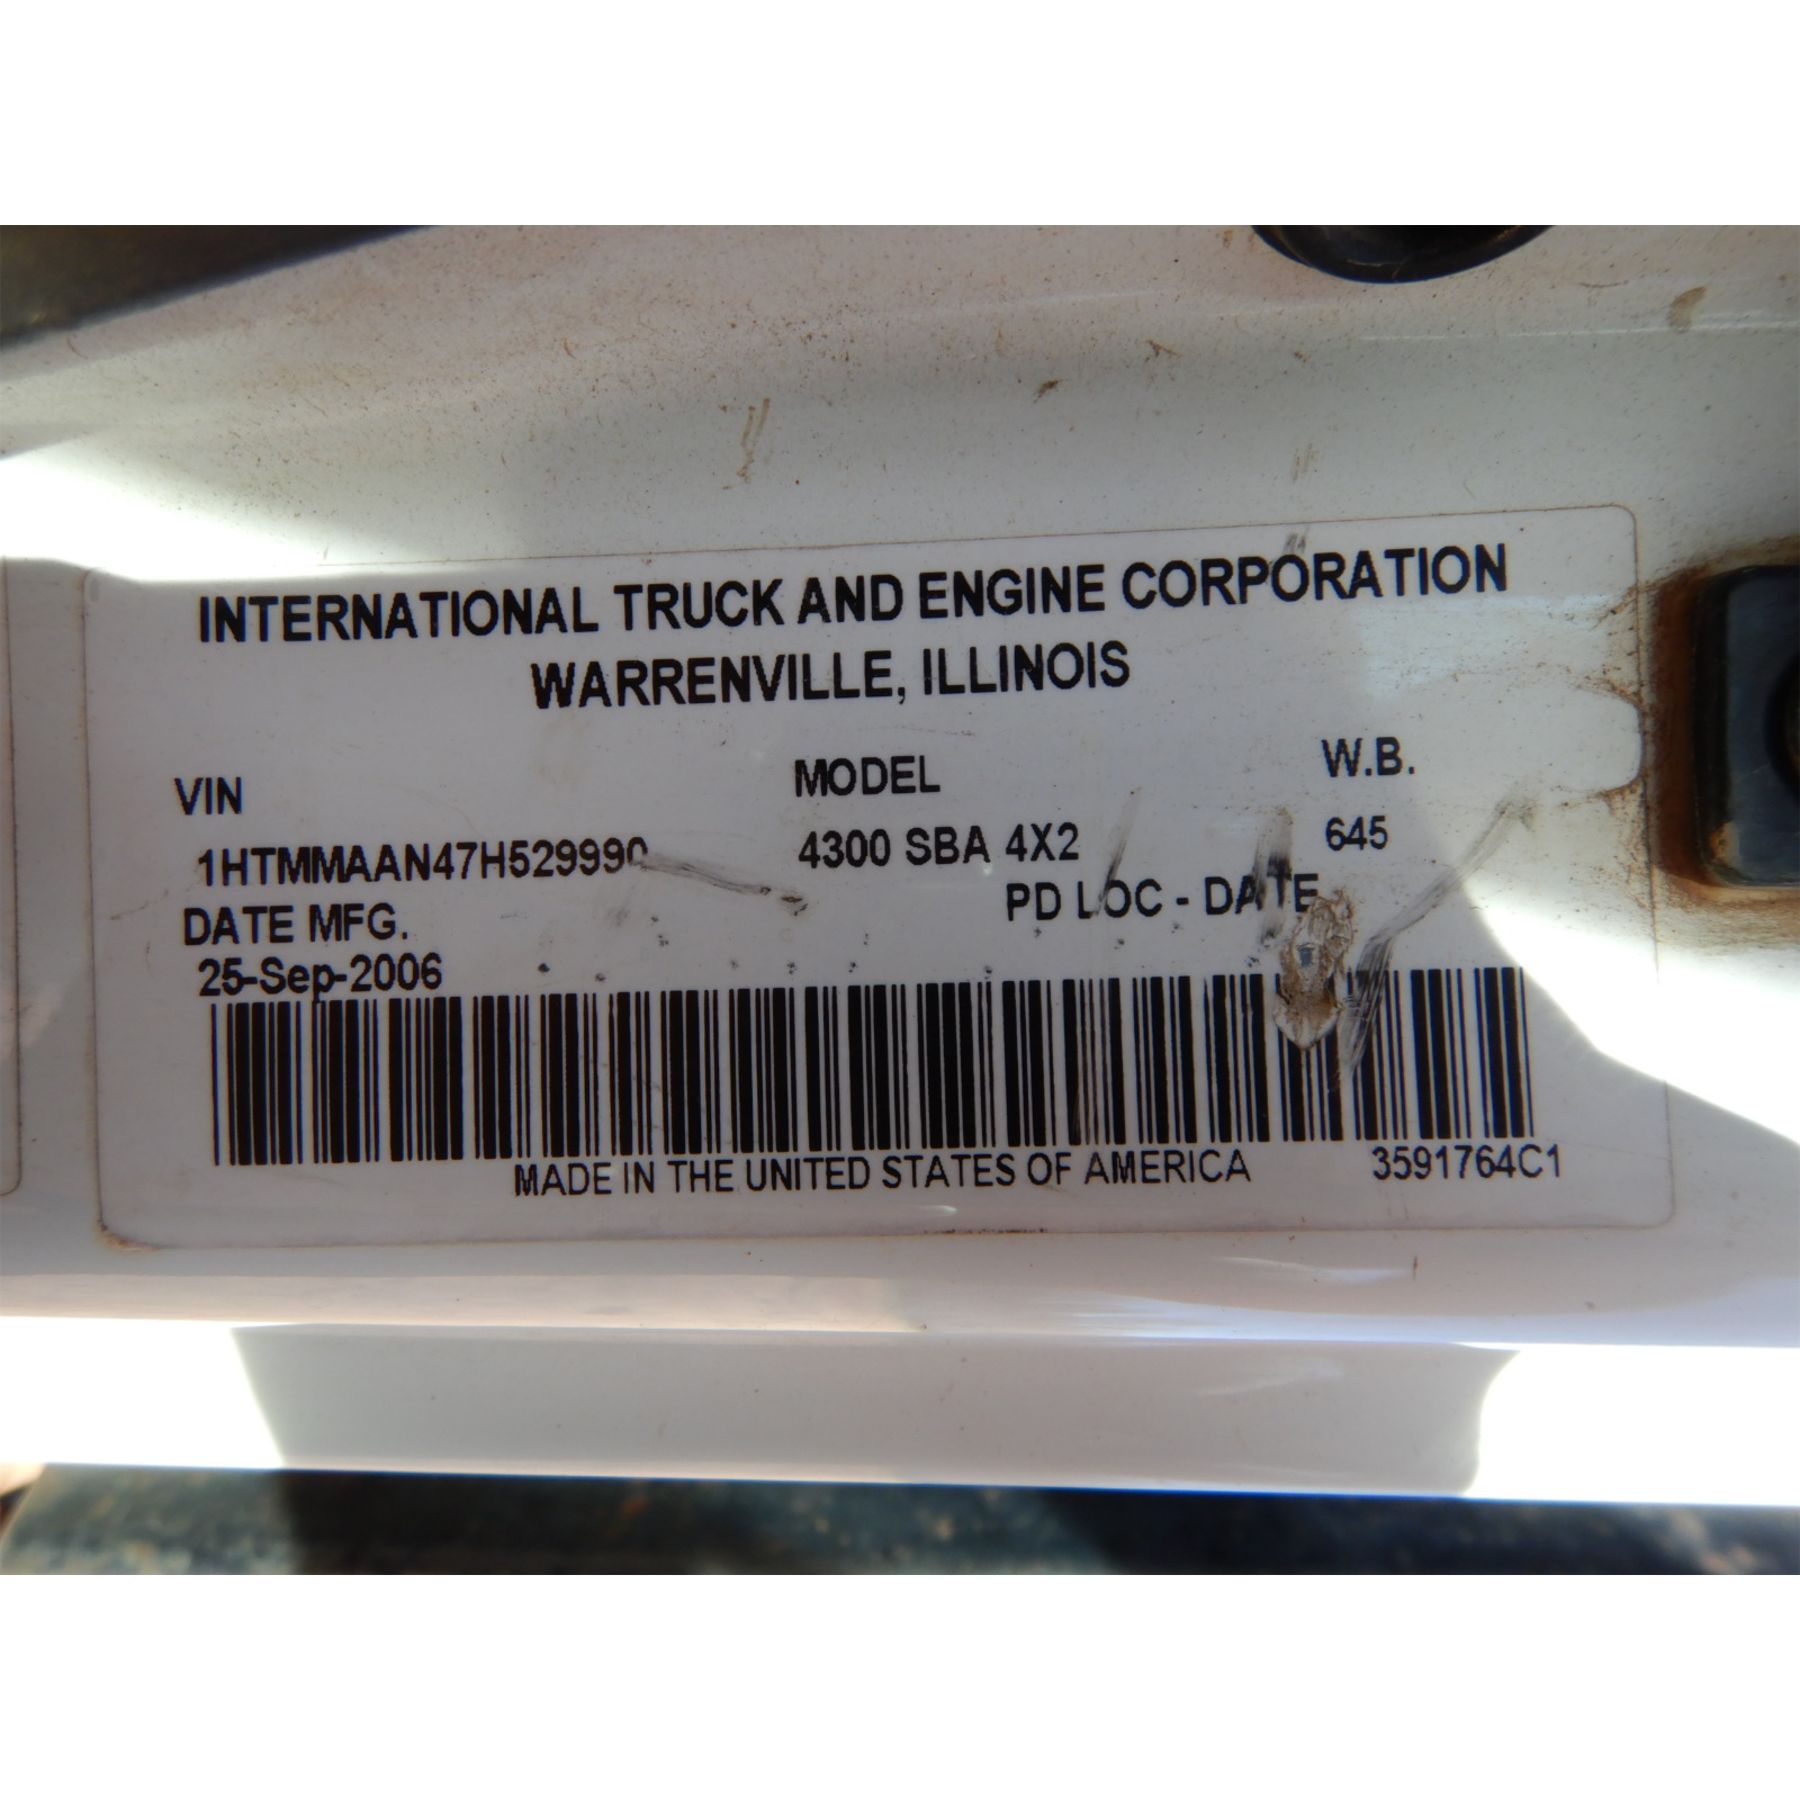 INTERNATIONAL TRUCK AND ENGINE CORPORATION
WARRENVILLE, ILLINOIS
VIN MODEL W.B.
1HTMMAAN47H529990 4300 SBA 4X2 645
DATE MFG. PD LOC - DATE
25-Sep-2006
MADE IN THE UNITED STATES OF AMERICA 3591764C1